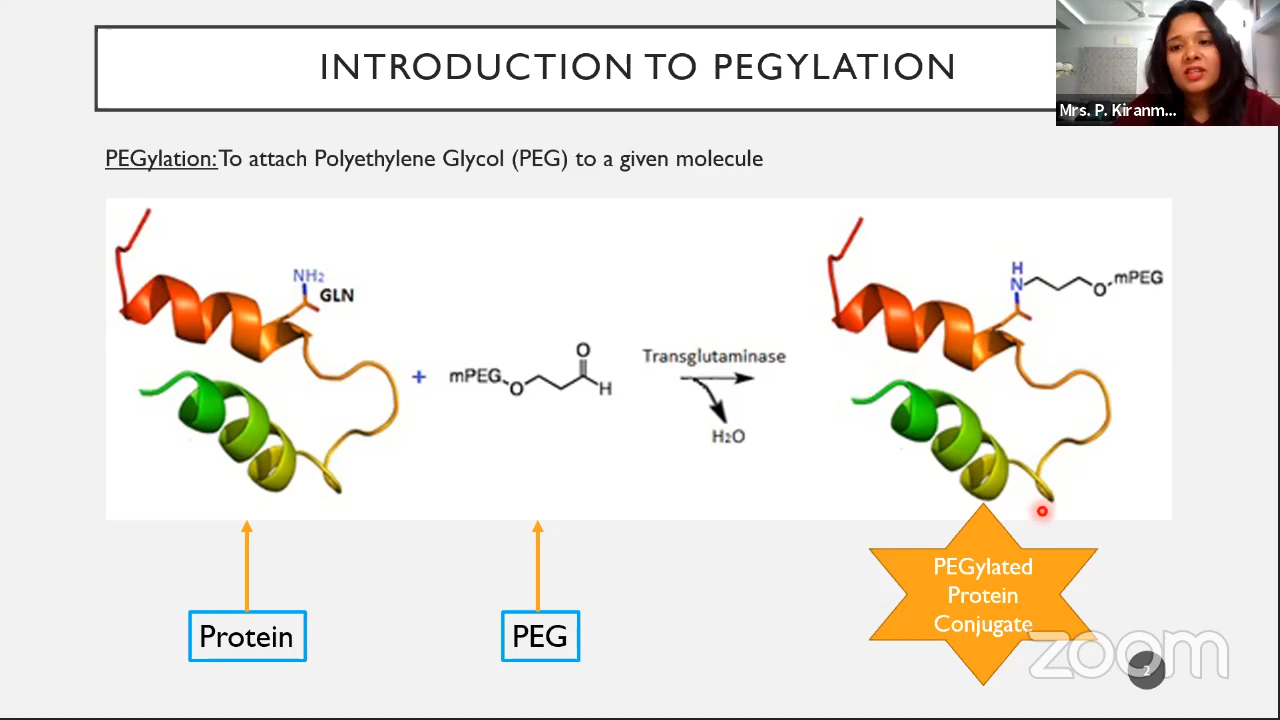 INTRODUCTION TO PEGYLATION
Mrs. P. Kiranm...
PEGylation: To attach Polyethylene Glycol (PEG) to a given molecule
NH2
GLN
+
mPEG
O
O
H
Transglutaminase
H2O
H
N
O
mPEG
Protein
PEG
PEGylated
Protein
Conjugate
zoom
2